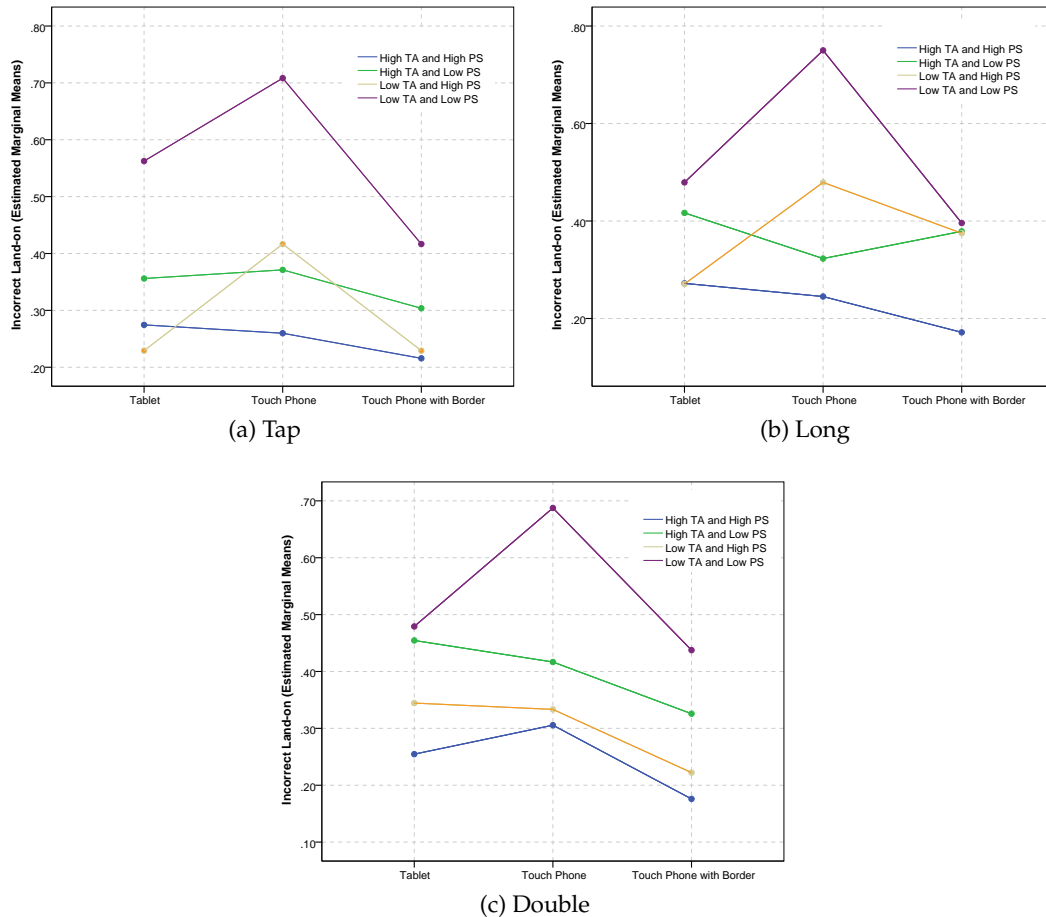 Incorrect Land-on (Estimated Marginal Means)
.80
.70
.60
.50
.40
.30
.20
High TA and High PS
High TA and Low PS
Low TA and High PS
Low TA and Low PS
Tablet
Touch Phone
Touch Phone with Border
(a) Tap
Incorrect Land-on (Estimated Marginal Means)
.80
.60
.40
.20
High TA and High PS
High TA and Low PS
Low TA and High PS
Low TA and Low PS
Tablet
Touch Phone
Touch Phone with Border
(b) Long
Incorrect Land-on (Estimated Marginal Means)
.70
.60
.50
.40
.30
.20
.10
High TA and High PS
High TA and Low PS
Low TA and High PS
Low TA and Low PS
Tablet
Touch Phone
Touch Phone with Border
(c) Double